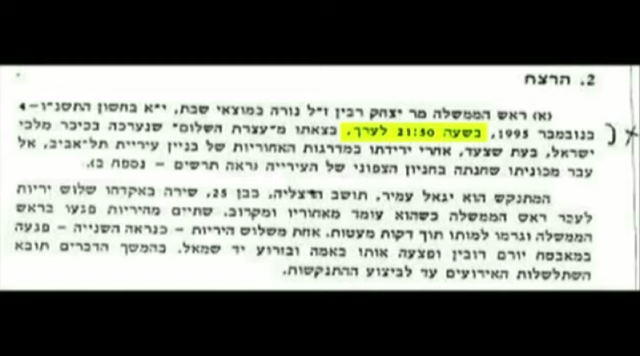 2. הרצח
(א) ראש הממשלה מר יצחק רבין ז"ל נורה במוצאי שבת, י"א בחשון התשנ"ו-4
בנובמבר 1995, בשעה 21:50 לערך, בצאתו מ"עצרת השלום" שנערכה בכיכר מלכי
ישראל, בעת שצעד, אחרי ירידתו במדרגות האחוריות של בניין עיריית תל-אביב, אל
עבר מכוניתו שחנתה בחניון הצפוני של העירייה (ראה תרשים - נספח ב).
המתנקש הוא יגאל עמיר, תושב הרצליה, כבן 25, שירה באקדחו שלוש יריות
לעבר ראש הממשלה כשהוא עומד מאחוריו ומקרוב. שתיים מהיריות פגעו בראש
הממשלה וגרמו למותו תוך דקות מעטות. אחת משלוש היריות - כנראה השנייה - פגעה
במאבטח יורם רובין ופצעה אותו באמה ובזרוע יד שמאל. בהמשך הדברים תובא
השתלשלות האירועים עד לביצוע ההתנקשות.